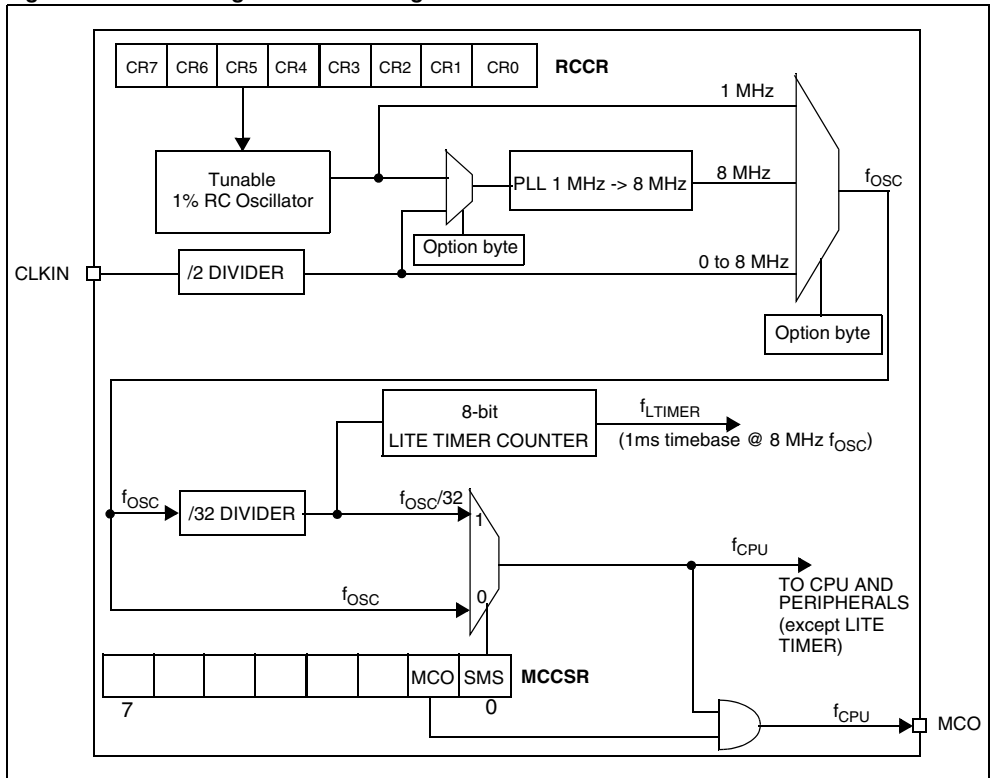 CR7 CR6 CR5 CR4 CR3 CR2 CR1 CR0 RCCR
1 MHz
Tunable
1% RC Oscillator
PLL 1 MHz -> 8 MHz
8 MHz
fOSC
Option byte
CLKIN
/2 DIVIDER
0 to 8 MHz
Option byte
8-bit
LITE TIMER COUNTER
fLTIMER
(1ms timebase @ 8 MHz fOSC)
fOSC
/32 DIVIDER
fOSC/32
1
fCPU
TO CPU AND
PERIPHERALS
(except LITE
TIMER)
fOSC
0
MCO SMS MCCSR
7 0
fCPU
MCO